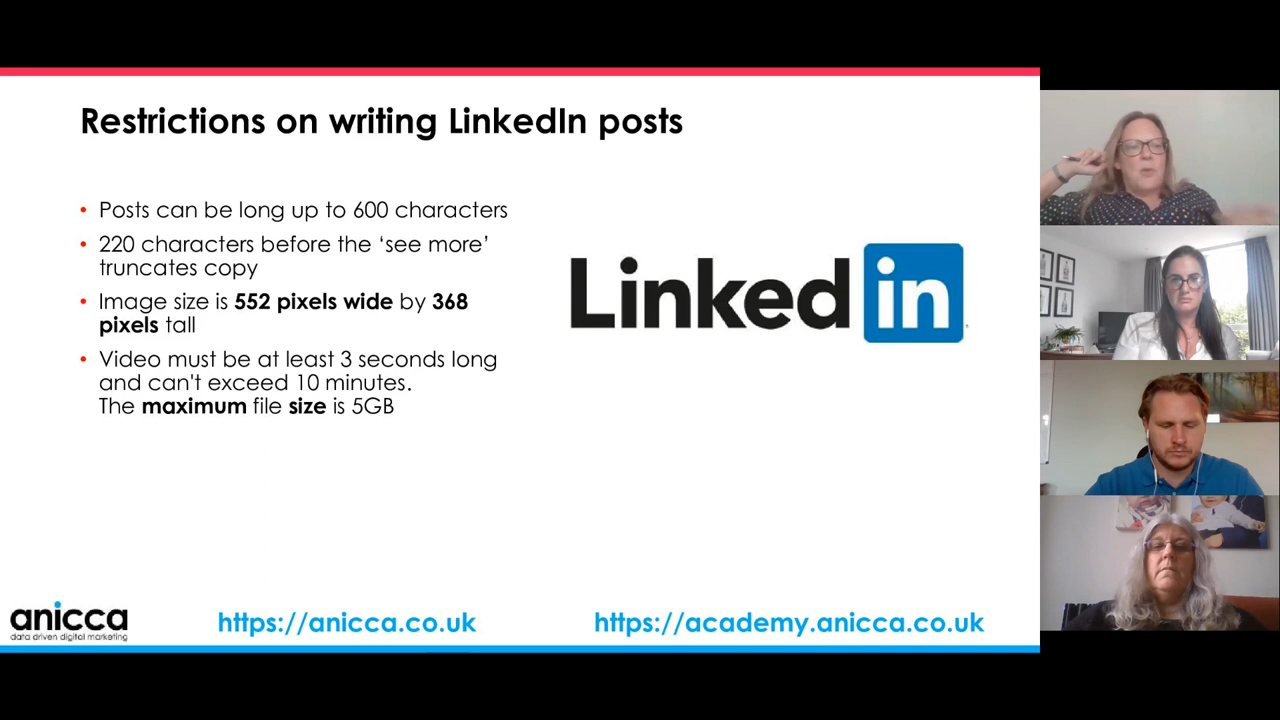 Restrictions on writing LinkedIn posts
• Posts can be long up to 600 characters
• 220 characters before the ‘see more’
truncates copy
• Image size is 552 pixels wide by 368
pixels tall
• Video must be at least 3 seconds long
and can't exceed 10 minutes.
The maximum file size is 5GB
Linked in
anicca
data driven digital marketing
https://anicca.co.uk
https://academy.anicca.co.uk